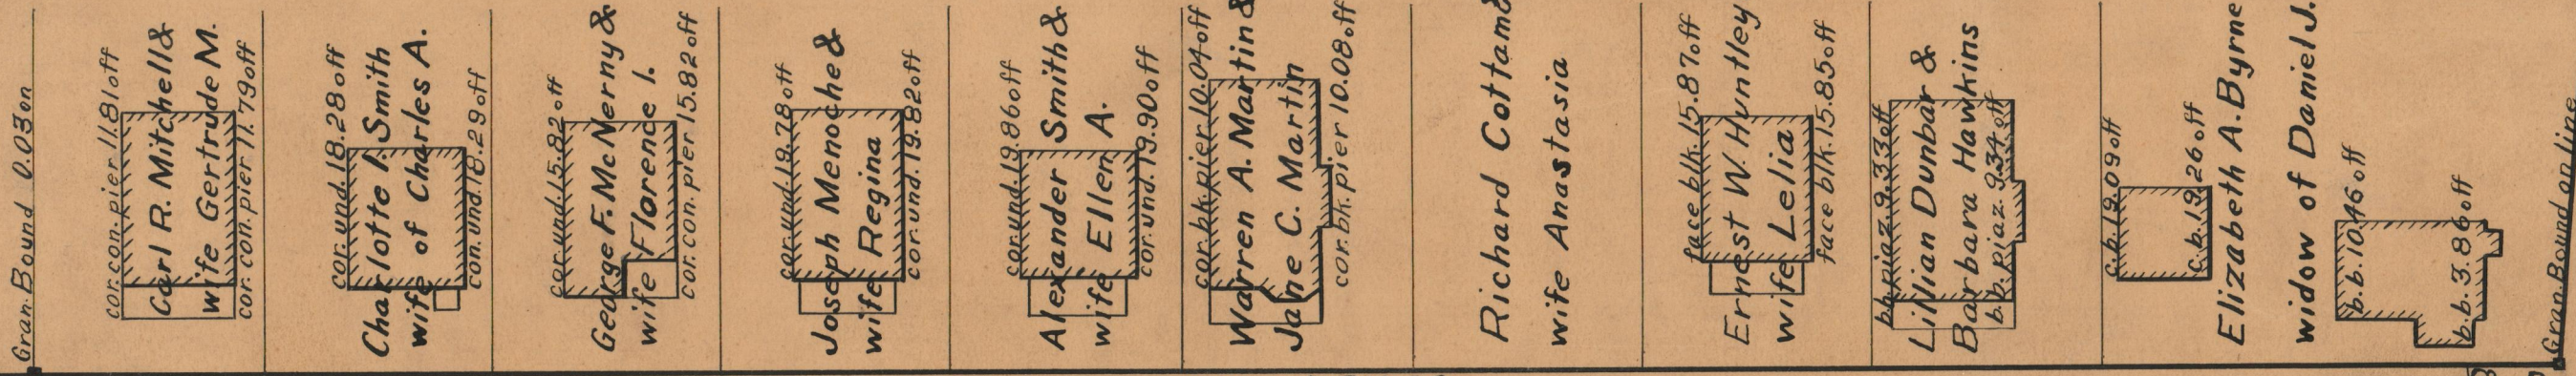 Gran. Bound 0.03 on
cor. con. pier 11.81 off
Carl R. Mitchell &
wife Gertrude M.
cor. con. pier 11.79 off
cor. und. 18.28 off
Charlotte I. Smith
wife of Charles A.
con. und. 18.29 off
cor. und. 15.82 off
George F. McNerny &
wife Florence I.
cor. con. pier 15.82 off
cor. und. 19.78 off
Joseph Menoche &
wife Regina
cor. und. 19.82 off
cor. und. 19.86 off
Alexander Smith &
wife Ellen A.
cor. und. 19.90 off
cor. bk. pier 10.04 off
Warren A. Martin &
Jane C. Martin
cor. bk. pier 10.08 off
Richard Cottam &
wife Anastasia
face blk. 15.87 off
Ernest W. Huntley
wife Lelia
face blk. 15.85 off
b.b. piaz. 9.33 off
Lillian Dunbar &
Barbara Hawkins
b.b. piaz. 9.34 off
c.b. 19.09 off
c.b. 19.26 off
Elizabeth A. Byrne
widow of Daniel J.
b.b. 10.46 off
b.b. 3.86 off
Gran. Bound on line